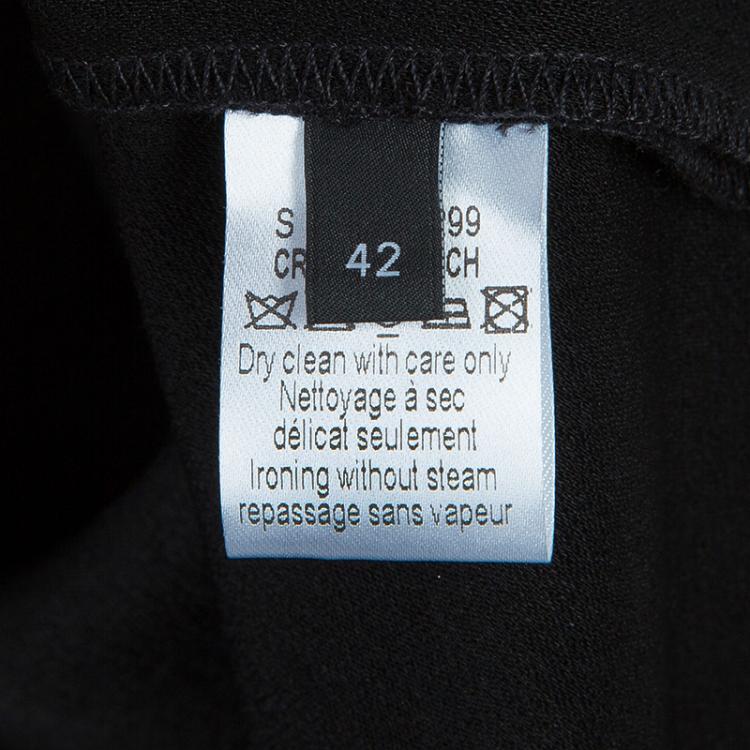 42
Dry clean with care only
Nettoyage à sec
délicat seulement
Ironing without steam
repassage sans vapeur